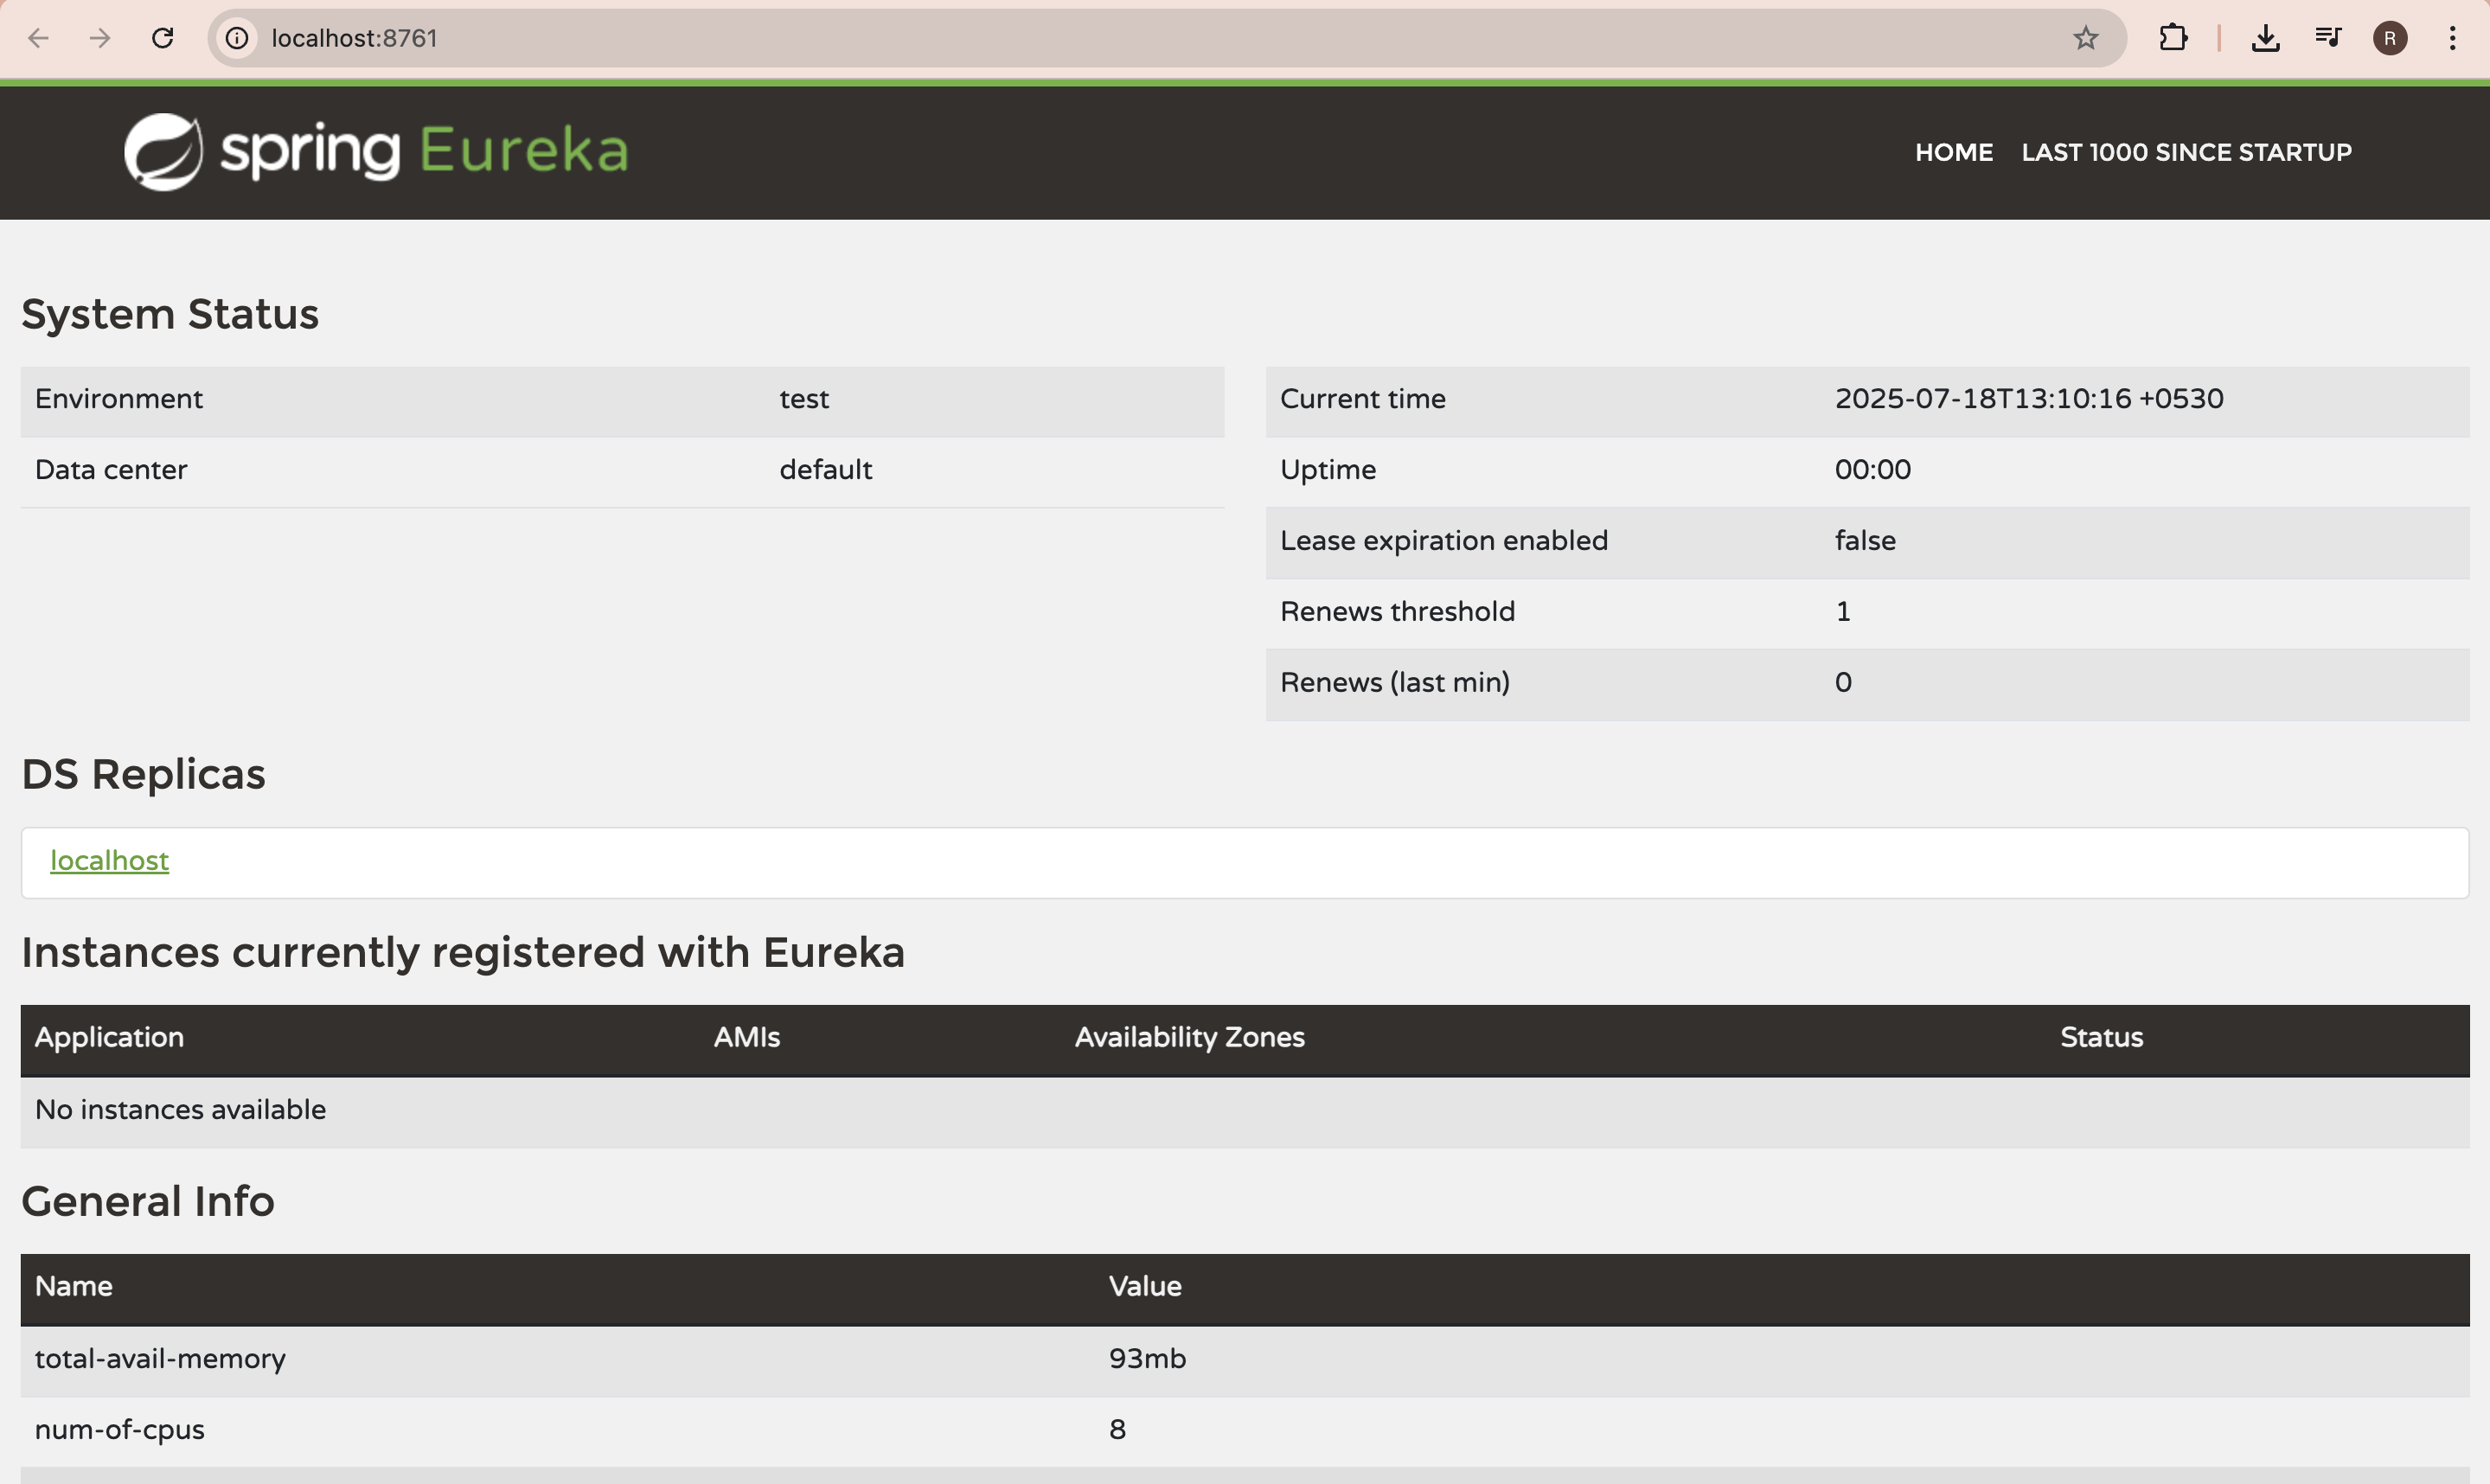 localhost:8761
R
spring Eureka
HOME LAST 1000 SINCE STARTUP
System Status
Environment test
Data center default
Current time 2025-07-18T13:10:16 +0530
Uptime 00:00
Lease expiration enabled false
Renews threshold 1
Renews (last min) 0
DS Replicas
localhost
Instances currently registered with Eureka
Application AMIs Availability Zones Status
No instances available
General Info
Name Value
total-avail-memory 93mb
num-of-cpus 8